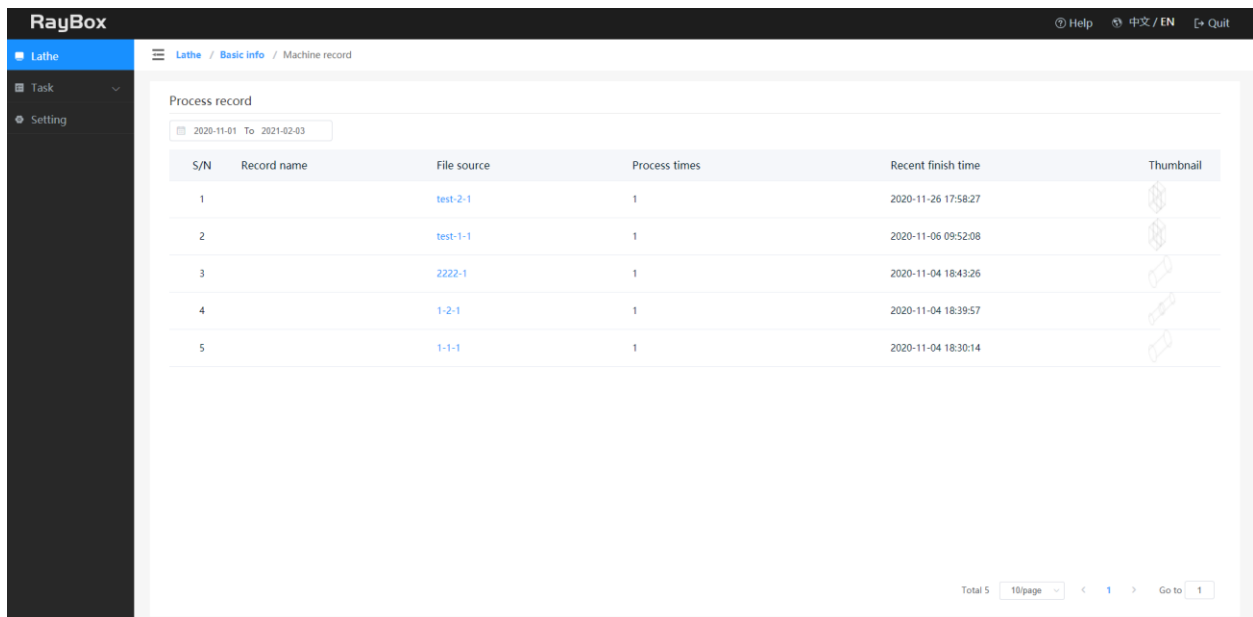 RayBox
Help 中文 / EN Quit
Lathe
Lathe / Basic info / Machine record
Task
Setting
Process record
2020-11-01 To 2021-02-03
S/N Record name File source Process times Recent finish time Thumbnail
1 test-2-1 1 2020-11-26 17:58:27
2 test-1-1 1 2020-11-06 09:52:08
3 2222-1 1 2020-11-04 18:43:26
4 1-2-1 1 2020-11-04 18:39:57
5 1-1-1 1 2020-11-04 18:30:14
Total 5 10/page < 1 > Go to 1